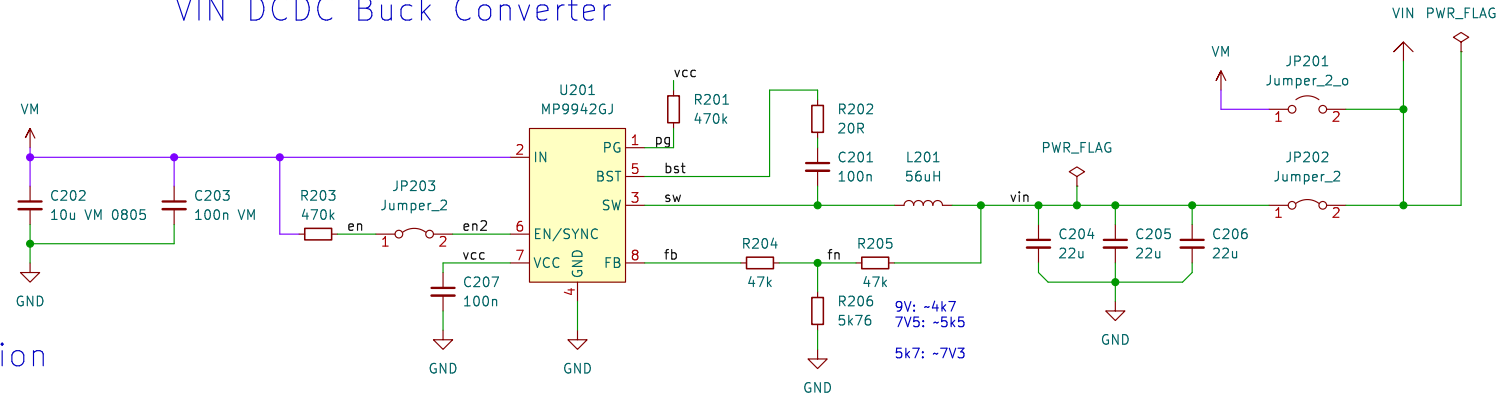 VIN DCDC Buck Converter
VIN PWR_FLAG
VM
JP201
Jumper_2_o
1 2
vcc
U201
MP9942GJ
R201
470k
R202
20R
VM
1 pg
PG
2 IN
C201
100n
L201
56uH
PWR_FLAG
JP202
Jumper_2
BST 5 bst
C202
10u VM 0805
C203
100n VM
R203
470k
JP203
Jumper_2
SW 3 sw
vin
1 2
en
1 2
en2
6 EN/SYNC
C204
22u
C205
22u
C206
22u
vcc
7 VCC
GND
4
FB 8 fb
R204
47k
fn
R205
47k
C207
100n
GND
R206
5k76
9V: ~4k7
7V5: ~5k5
5k7: ~7V3
GND
ion
GND
GND
GND